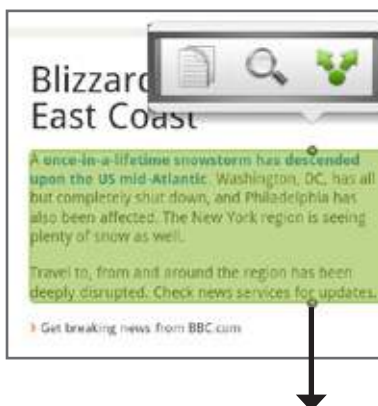 Blizzard
East Coast
A once-in-a-lifetime snowstorm has descended
upon the US mid-Atlantic. Washington, DC, has all
but completely shut down, and Philadelphia has
also been affected. The New York region is seeing
plenty of snow as well.
Travel to, from and around the region has been
deeply disrupted. Check news services for updates.
Get breaking news from BBC.com